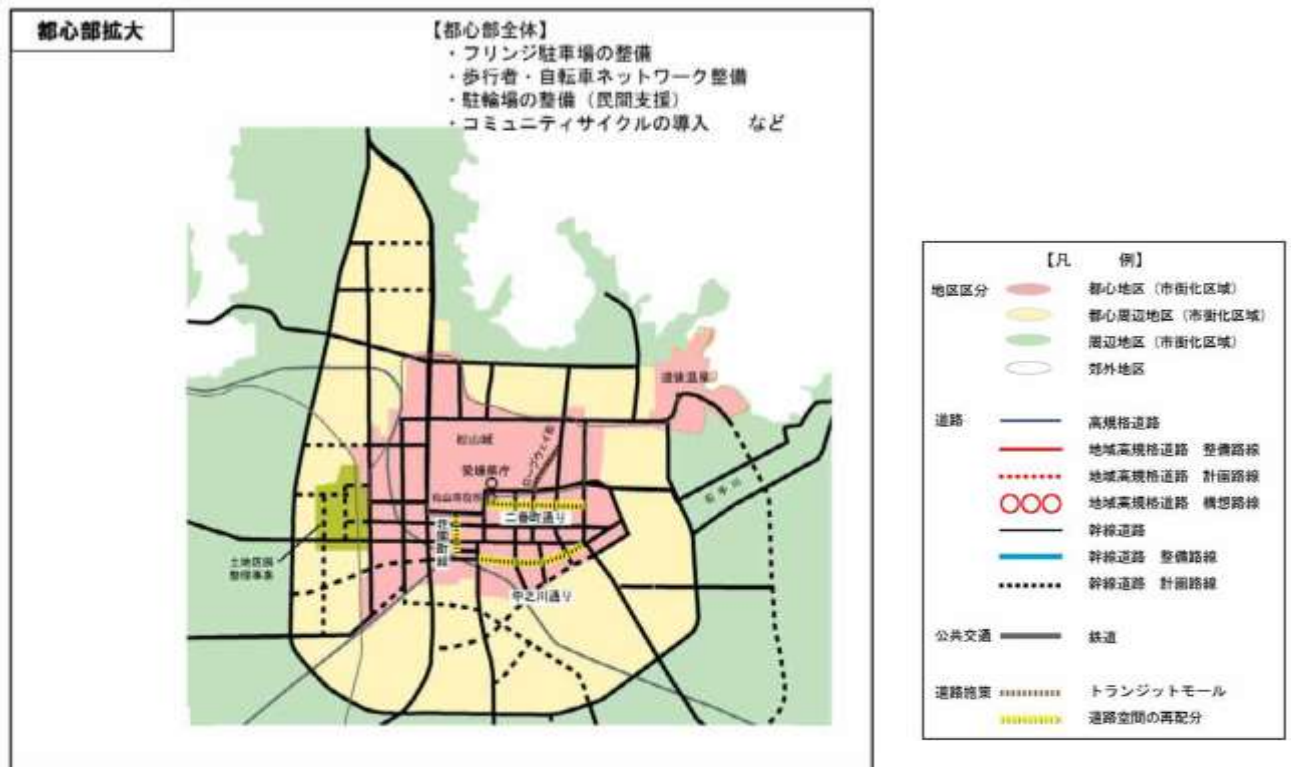 都心部拡大
【都心部全体】
・フリンジ駐車場の整備
・歩行者・自転車ネットワーク整備
・駐輪場の整備（民間支援）
・コミュニティサイクルの導入　など
道後温泉
松山城
ロープウェイ街
愛媛県庁
松山市役所
二番町通り
花園町線
中之川通り
土地区画
整理事業
石手川
【凡　例】
地区区分
都心地区（市街化区域）
都心周辺地区（市街化区域）
周辺地区（市街化区域）
郊外地区
道路
高規格道路
地域高規格道路　整備路線
地域高規格道路　計画路線
地域高規格道路　構想路線
幹線道路
幹線道路　整備路線
幹線道路　計画路線
公共交通
鉄道
道路施策
トランジットモール
道路空間の再配分